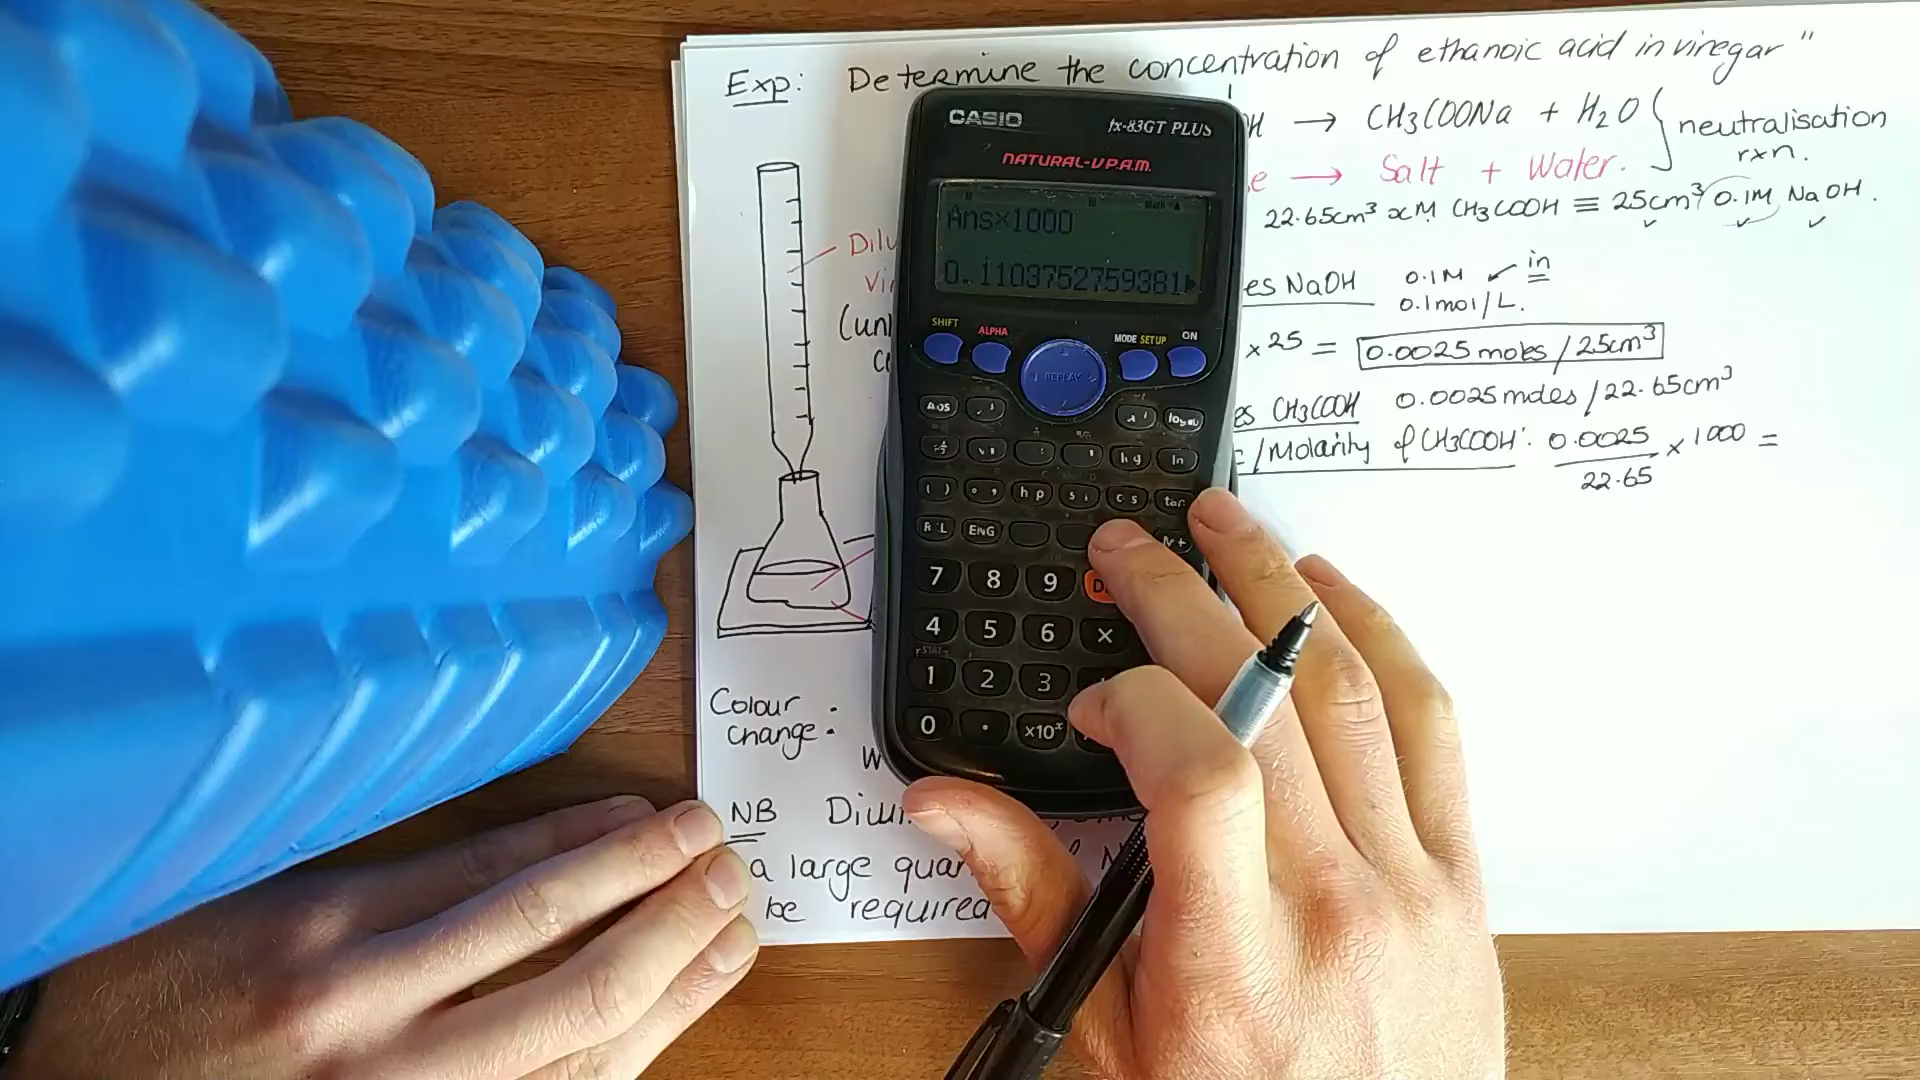 Exp: Determine the concentration of ethanoic acid in vinegar"
H → CH3COONa + H2O } neutralisation rxn.
e → Salt + Water.
22.65cm³ xM CH3COOH ≡ 25cm³ 0.1M NaOH.
es NaOH 0.1M in
0.1mol/L.
x 25 = 0.0025 moles / 25cm³
es CH3COOH 0.0025 moles / 22.65cm³
/Molarity of CH3COOH: 0.0025 / 22.65 x 1000 =
Dilu
Vi
(un
c
Colour change:
W
NB Dilu
a large quan
be required
CASIO fx-83GT PLUS
NATURAL-V.P.A.M.
Ans×1000
0.1103752759381
SHIFT ALPHA MODE SETUP ON
REPLAY
log
ln
hyp
tan
ENG
7 8 9 D
4 5 6 ×
1 2 3
0 . ×10ˣ